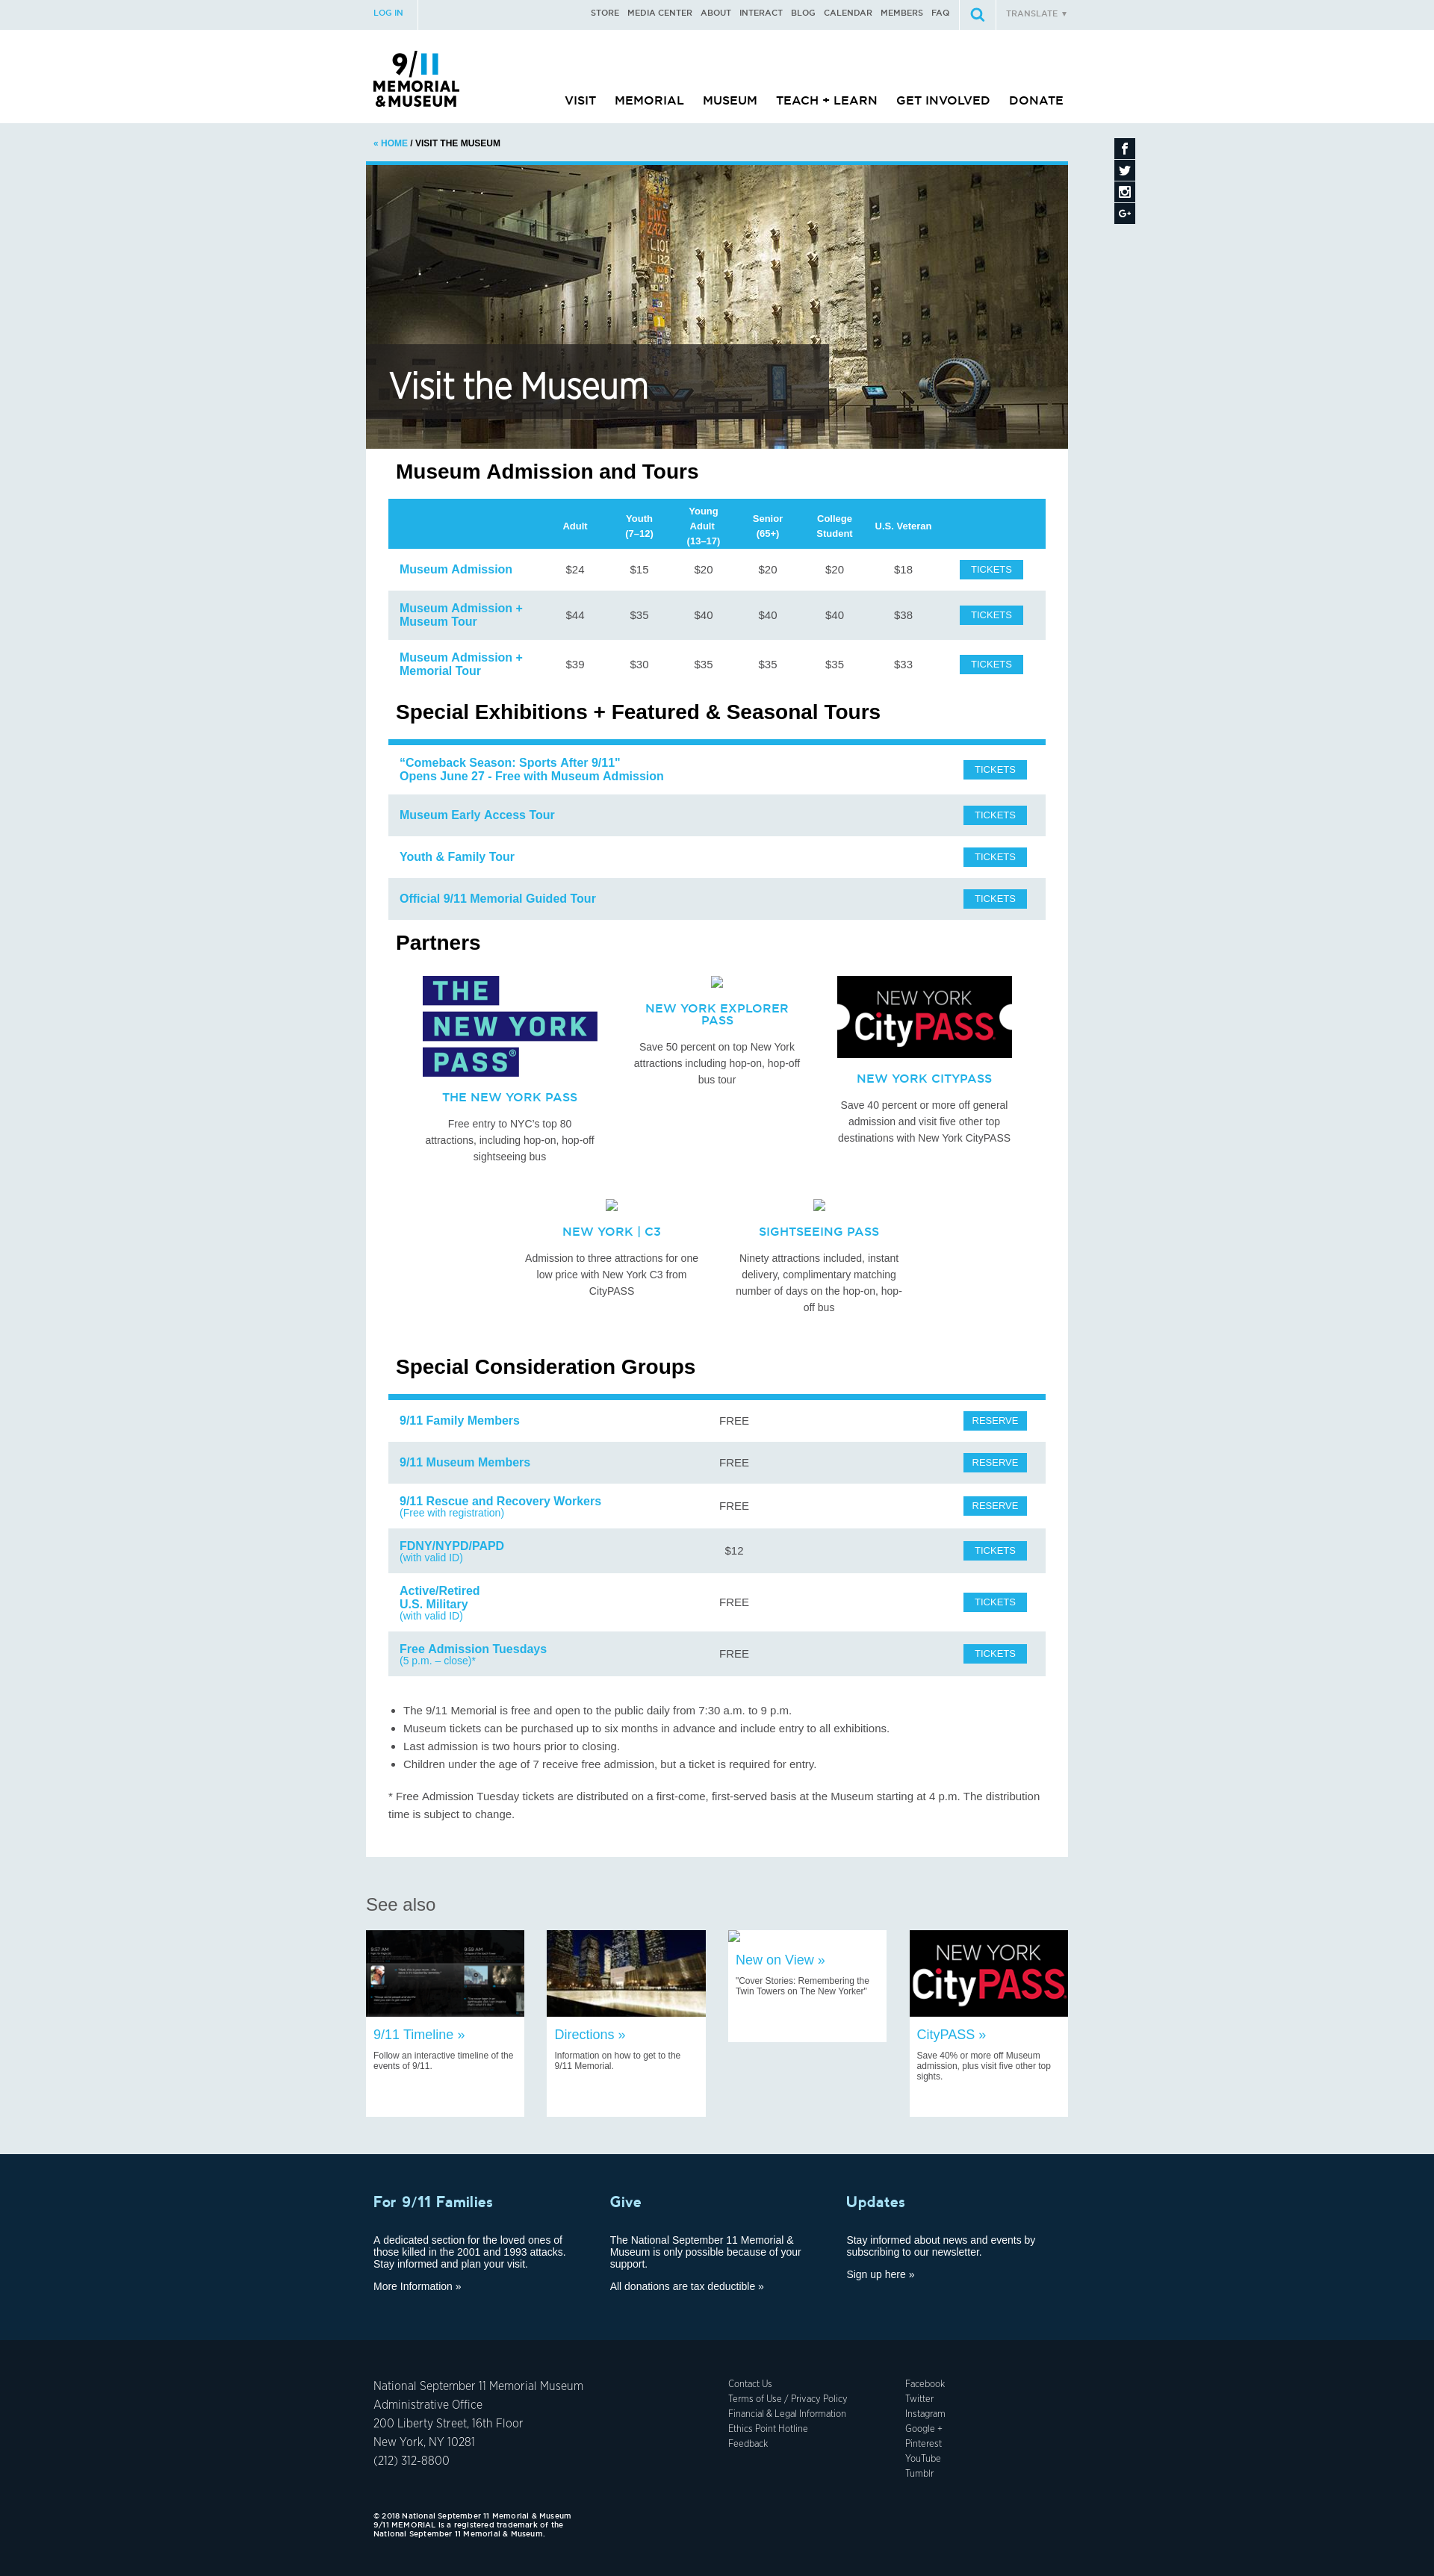 LOG IN
STORE MEDIA CENTER ABOUT INTERACT BLOG CALENDAR MEMBERS FAQ
TRANSLATE ▼
9/11
MEMORIAL
&MUSEUM
VISIT MEMORIAL MUSEUM TEACH + LEARN GET INVOLVED DONATE
« HOME / VISIT THE MUSEUM
PAPD
37
CWS
2427
L101
L132
Visit the Museum
Museum Admission and Tours
Adult Youth (7–12) Young Adult (13–17) Senior (65+) College Student U.S. Veteran
Museum Admission $24 $15 $20 $20 $20 $18 TICKETS
Museum Admission +
Museum Tour $44 $35 $40 $40 $40 $38 TICKETS
Museum Admission +
Memorial Tour $39 $30 $35 $35 $35 $33 TICKETS
Special Exhibitions + Featured & Seasonal Tours
“Comeback Season: Sports After 9/11"
Opens June 27 - Free with Museum Admission TICKETS
Museum Early Access Tour TICKETS
Youth & Family Tour TICKETS
Official 9/11 Memorial Guided Tour TICKETS
Partners
THE
NEW YORK
PASS®
THE NEW YORK PASS
Free entry to NYC's top 80
attractions, including hop-on, hop-off
sightseeing bus
NEW YORK EXPLORER
PASS
Save 50 percent on top New York
attractions including hop-on, hop-off
bus tour
NEW YORK
CityPASS
NEW YORK CITYPASS
Save 40 percent or more off general
admission and visit five other top
destinations with New York CityPASS
NEW YORK | C3
Admission to three attractions for one
low price with New York C3 from
CityPASS
SIGHTSEEING PASS
Ninety attractions included, instant
delivery, complimentary matching
number of days on the hop-on, hop-
off bus
Special Consideration Groups
9/11 Family Members FREE RESERVE
9/11 Museum Members FREE RESERVE
9/11 Rescue and Recovery Workers
(Free with registration) FREE RESERVE
FDNY/NYPD/PAPD
(with valid ID) $12 TICKETS
Active/Retired
U.S. Military
(with valid ID) FREE TICKETS
Free Admission Tuesdays
(5 p.m. – close)* FREE TICKETS
• The 9/11 Memorial is free and open to the public daily from 7:30 a.m. to 9 p.m.
• Museum tickets can be purchased up to six months in advance and include entry to all exhibitions.
• Last admission is two hours prior to closing.
• Children under the age of 7 receive free admission, but a ticket is required for entry.
* Free Admission Tuesday tickets are distributed on a first-come, first-served basis at the Museum starting at 4 p.m. The distribution
time is subject to change.
See also
9:57 AM
9:59 AM
9/11 Timeline »
Follow an interactive timeline of the
events of 9/11.
Directions »
Information on how to get to the
9/11 Memorial.
New on View »
"Cover Stories: Remembering the
Twin Towers on The New Yorker"
NEW YORK
CityPASS
CityPASS »
Save 40% or more off Museum
admission, plus visit five other top
sights.
For 9/11 Families
A dedicated section for the loved ones of
those killed in the 2001 and 1993 attacks.
Stay informed and plan your visit.
More Information »
Give
The National September 11 Memorial &
Museum is only possible because of your
support.
All donations are tax deductible »
Updates
Stay informed about news and events by
subscribing to our newsletter.
Sign up here »
National September 11 Memorial Museum
Administrative Office
200 Liberty Street, 16th Floor
New York, NY 10281
(212) 312-8800
Contact Us
Terms of Use / Privacy Policy
Financial & Legal Information
Ethics Point Hotline
Feedback
Facebook
Twitter
Instagram
Google +
Pinterest
YouTube
Tumblr
© 2018 National September 11 Memorial & Museum
9/11 MEMORIAL is a registered trademark of the
National September 11 Memorial & Museum.